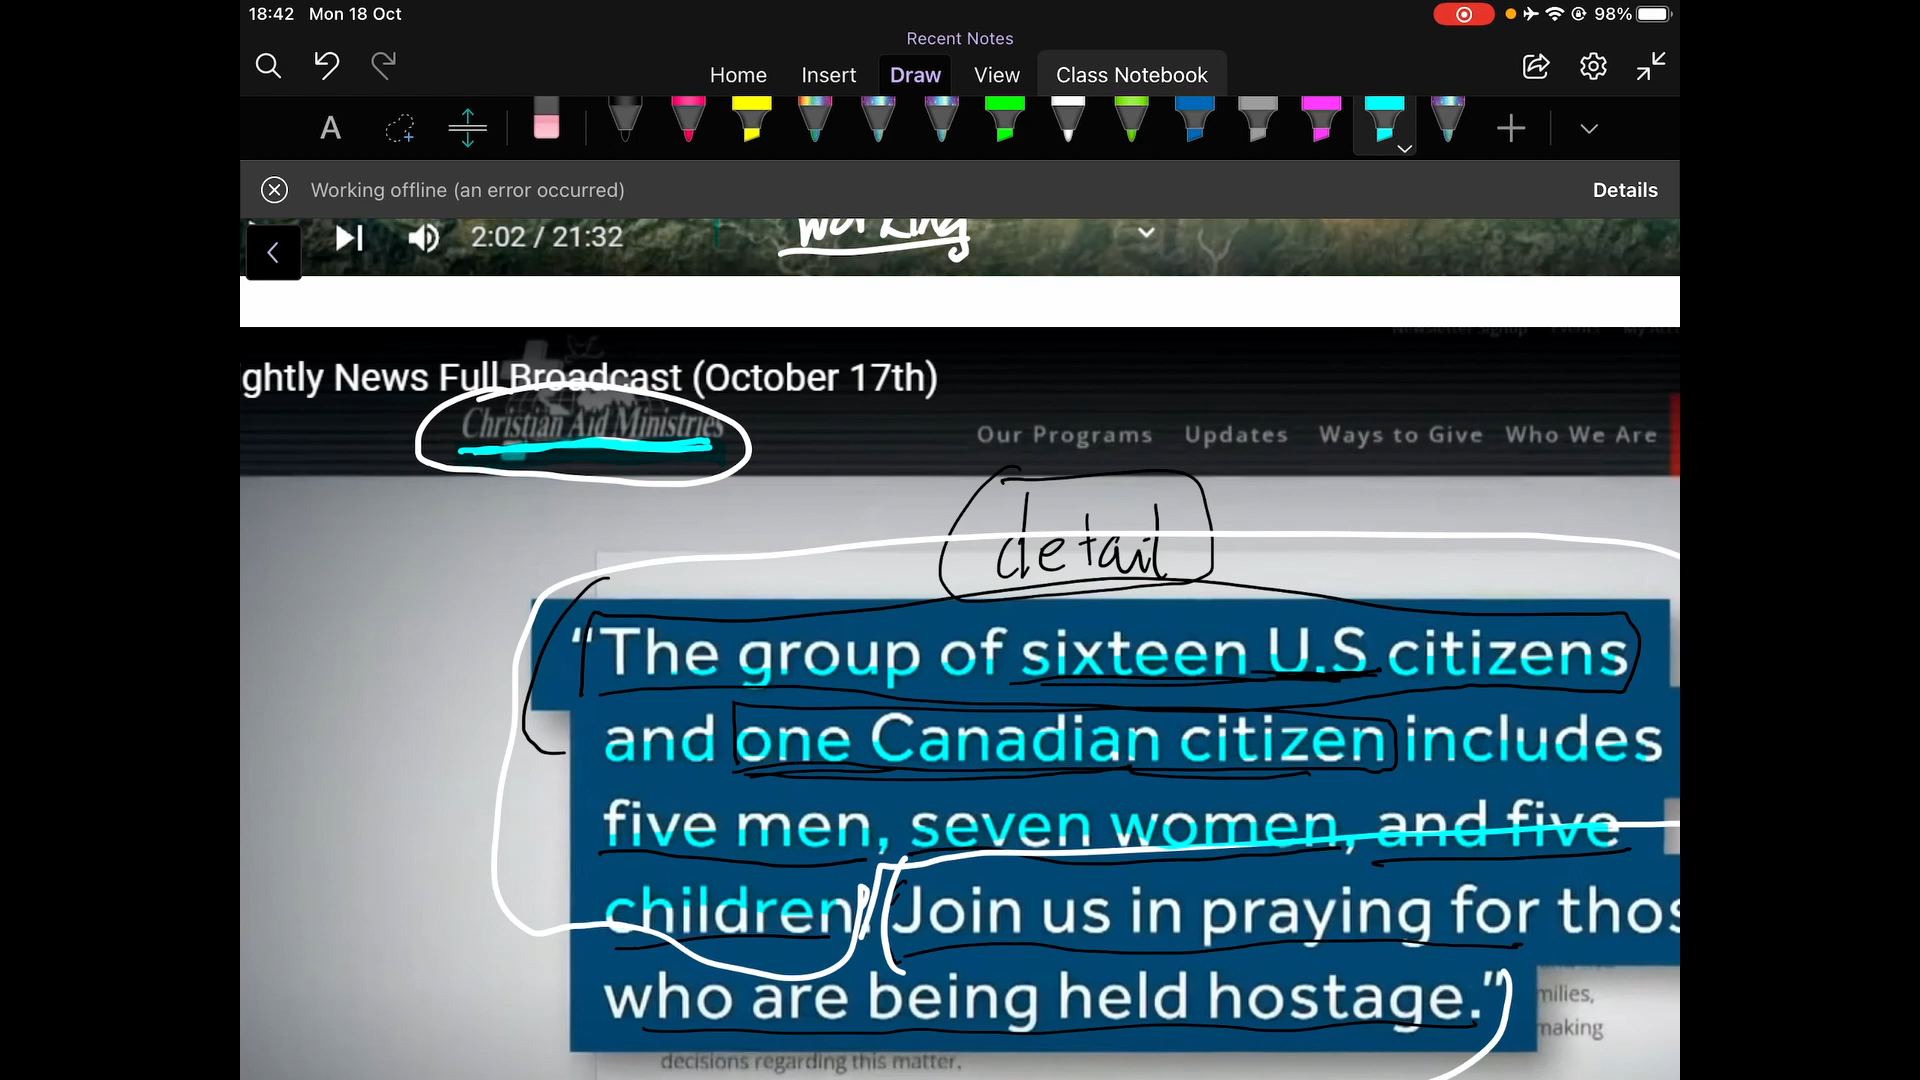 18:42 Mon 18 Oct
98%
Recent Notes
Home Insert Draw View Class Notebook
A
Working offline (an error occurred)
Details
2:02 / 21:32
working
ghtly News Full Broadcast (October 17th)
Christian Aid Ministries
Our Programs Updates Ways to Give Who We Are
detail
“The group of sixteen U.S citizens
and one Canadian citizen includes
five men, seven women, and five
children. Join us in praying for thos
who are being held hostage.”
milies,
making
decisions regarding this matter.